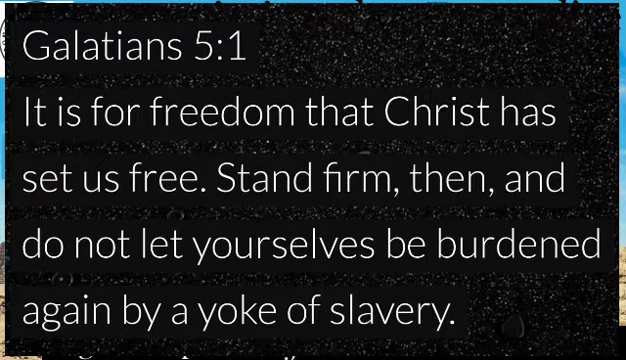 Galatians 5:1
It is for freedom that Christ has
set us free. Stand firm, then, and
do not let yourselves be burdened
again by a yoke of slavery.